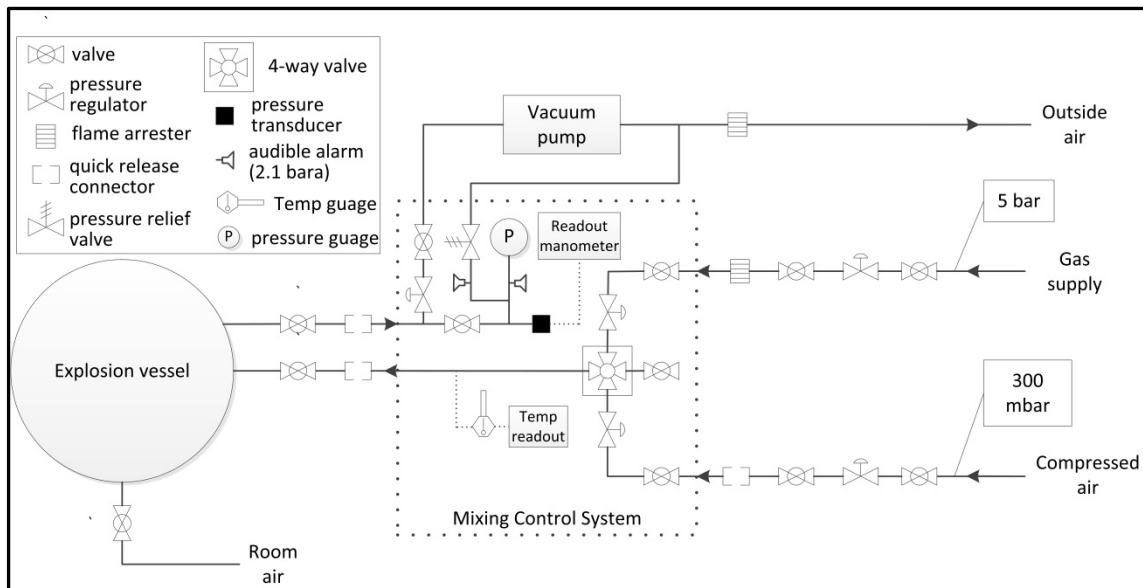 valve
pressure
regulator
flame arrester
quick release
connector
pressure relief
valve
4-way valve
pressure
transducer
audible alarm
(2.1 bara)
Temp guage
P
pressure guage
Vacuum
pump
Outside
air
P
Readout
manometer
5 bar
Gas
supply
Explosion vessel
Temp
readout
300
mbar
Compressed
air
Mixing Control System
Room
air